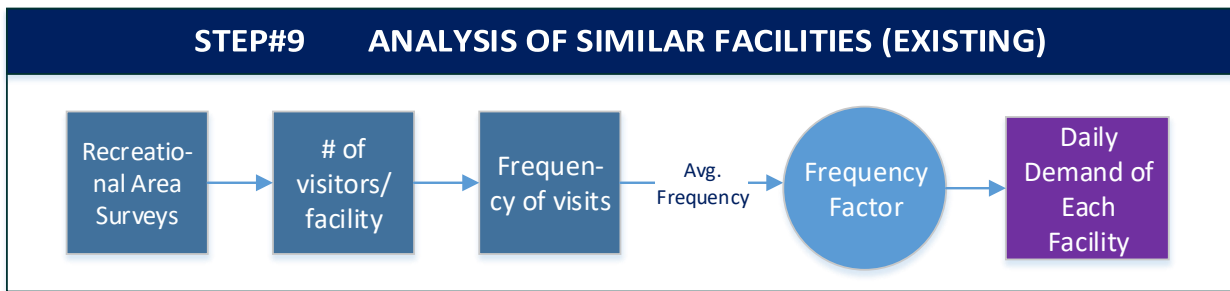 STEP#9 ANALYSIS OF SIMILAR FACILITIES (EXISTING)
Recreatio-
nal Area
Surveys
# of
visitors/
facility
Frequen-
cy of visits
Avg.
Frequency
Frequency
Factor
Daily
Demand of
Each
Facility